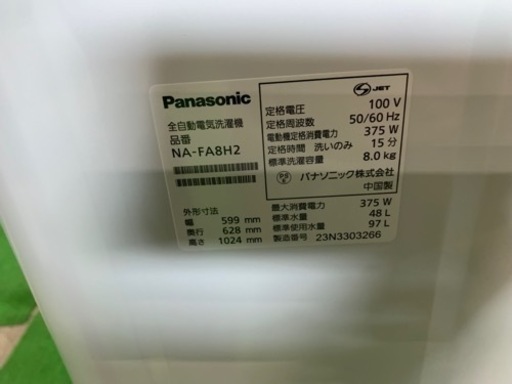 Panasonic
全自動電気洗濯機
品番
NA-FA8H2
外形寸法
幅 599 mm
奥行 628 mm
高さ 1024 mm
JET
定格電圧 100 V
定格周波数 50/60 Hz
電動機定格消費電力 375 W
定格時間 洗いのみ 15 分
標準洗濯容量 8.0 kg
パナソニック株式会社
中国製
最大消費電力 375 W
標準水量 48 L
標準使用水量 97 L
製造番号 23N3303266